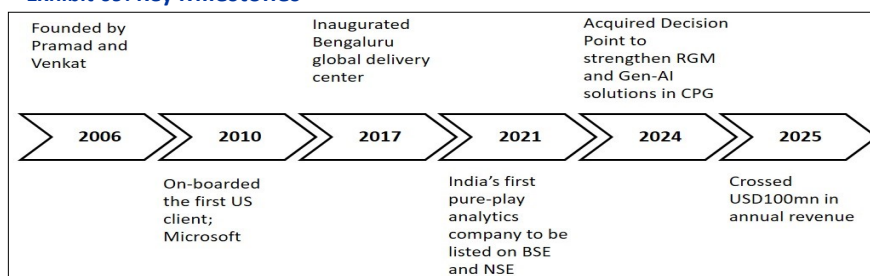 Founded by
Pramad and
Venkat
Inaugurated
Bengaluru
global delivery
center
Acquired Decision
Point to
strengthen RGM
and Gen-AI
solutions in CPG
2006
2010
2017
2021
2024
2025
On-boarded
the first US
client;
Microsoft
India's first
pure-play
analytics
company to be
listed on BSE
and NSE
Crossed
USD100mn in
annual revenue